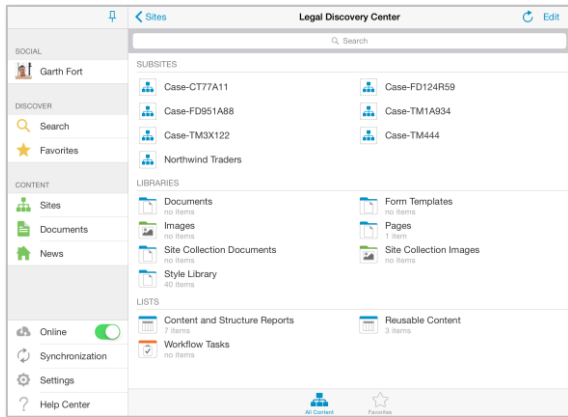 Sites
Legal Discovery Center
Edit
Search
SOCIAL
Garth Fort
DISCOVER
Search
Favorites
CONTENT
Sites
Documents
News
Online
Synchronization
Settings
Help Center
SUBSITES
Case-CT77A11
Case-FD124R59
Case-FD951A88
Case-TM1A934
Case-TM3X122
Case-TM444
Northwind Traders
LIBRARIES
Documents
no items
Form Templates
no items
Images
no items
Pages
1 item
Site Collection Documents
no items
Site Collection Images
no items
Style Library
40 items
LISTS
Content and Structure Reports
7 items
Reusable Content
3 items
Workflow Tasks
no items
All Content
Favorites